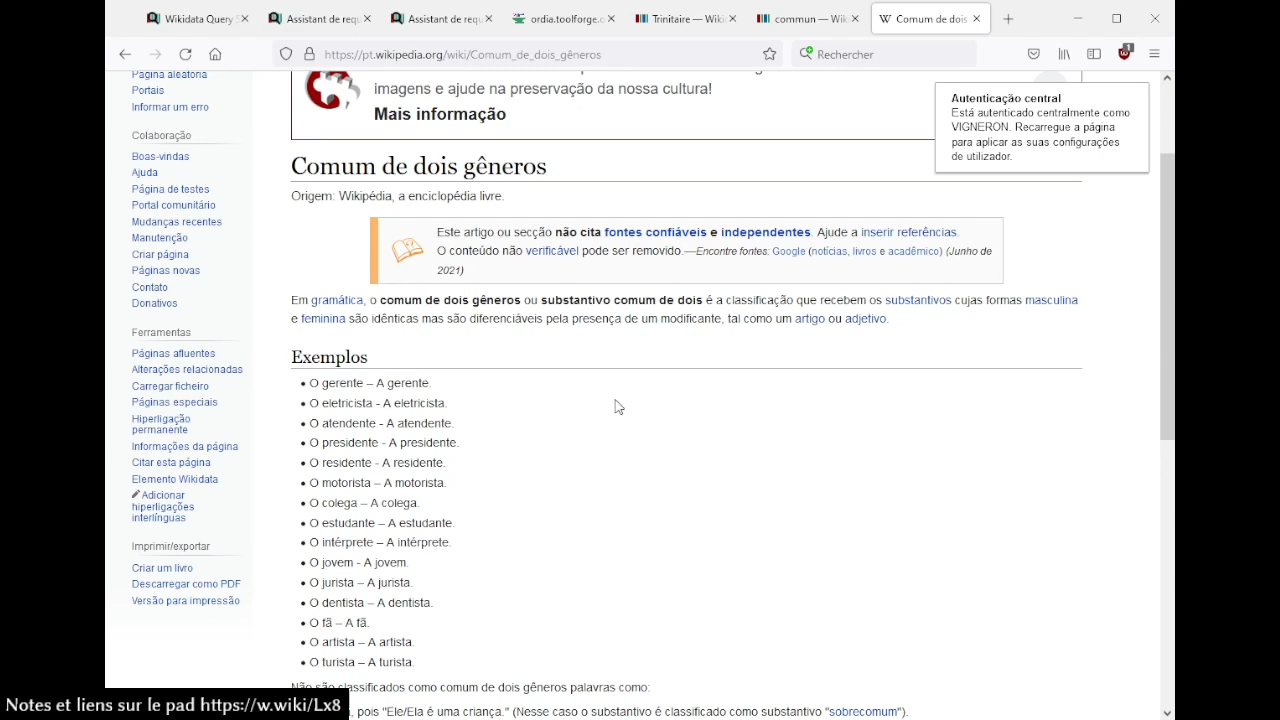 Wikidata Query S
Assistant de requ
Assistant de requ
ordia.toolforge.o
Trinitaire — Wiki
commun — Wiki
Comum de dois
https://pt.wikipedia.org/wiki/Comum_de_dois_gêneros
Rechercher
1
Página aleatória
Portais
Informar um erro
Colaboração
Boas-vindas
Ajuda
Página de testes
Portal comunitário
Mudanças recentes
Manutenção
Criar página
Páginas novas
Contato
Donativos
Ferramentas
Páginas afluentes
Alterações relacionadas
Carregar ficheiro
Páginas especiais
Hiperligação
permanente
Informações da página
Citar esta página
Elemento Wikidata
Adicionar
hiperligações
interlínguas
Imprimir/exportar
Criar um livro
Descarregar como PDF
Versão para impressão
imagens e ajude na preservação da nossa cultura!
Mais informação
Autenticação central
Está autenticado centralmente como
VIGNERON. Recarregue a página
para aplicar as suas configurações
de utilizador.
Comum de dois gêneros
Origem: Wikipédia, a enciclopédia livre.
Este artigo ou secção não cita fontes confiáveis e independentes. Ajude a inserir referências.
O conteúdo não verificável pode ser removido.—Encontre fontes: Google (notícias, livros e acadêmico) (Junho de
2021)
Em gramática, o comum de dois gêneros ou substantivo comum de dois é a classificação que recebem os substantivos cujas formas masculina
e feminina são idênticas mas são diferenciáveis pela presença de um modificante, tal como um artigo ou adjetivo.
Exemplos
• O gerente – A gerente.
• O eletricista - A eletricista.
• O atendente - A atendente.
• O presidente - A presidente.
• O residente - A residente.
• O motorista – A motorista.
• O colega – A colega.
• O estudante – A estudante.
• O intérprete – A intérprete.
• O jovem - A jovem.
• O jurista – A jurista.
• O dentista – A dentista.
• O fã – A fã.
• O artista – A artista.
• O turista – A turista.
Não são classificados como comum de dois gêneros palavras como:
, pois "Ele/Ela é uma criança." (Nesse caso o substantivo é classificado como substantivo "sobrecomum").
Notes et liens sur le pad https://w.wiki/Lx8